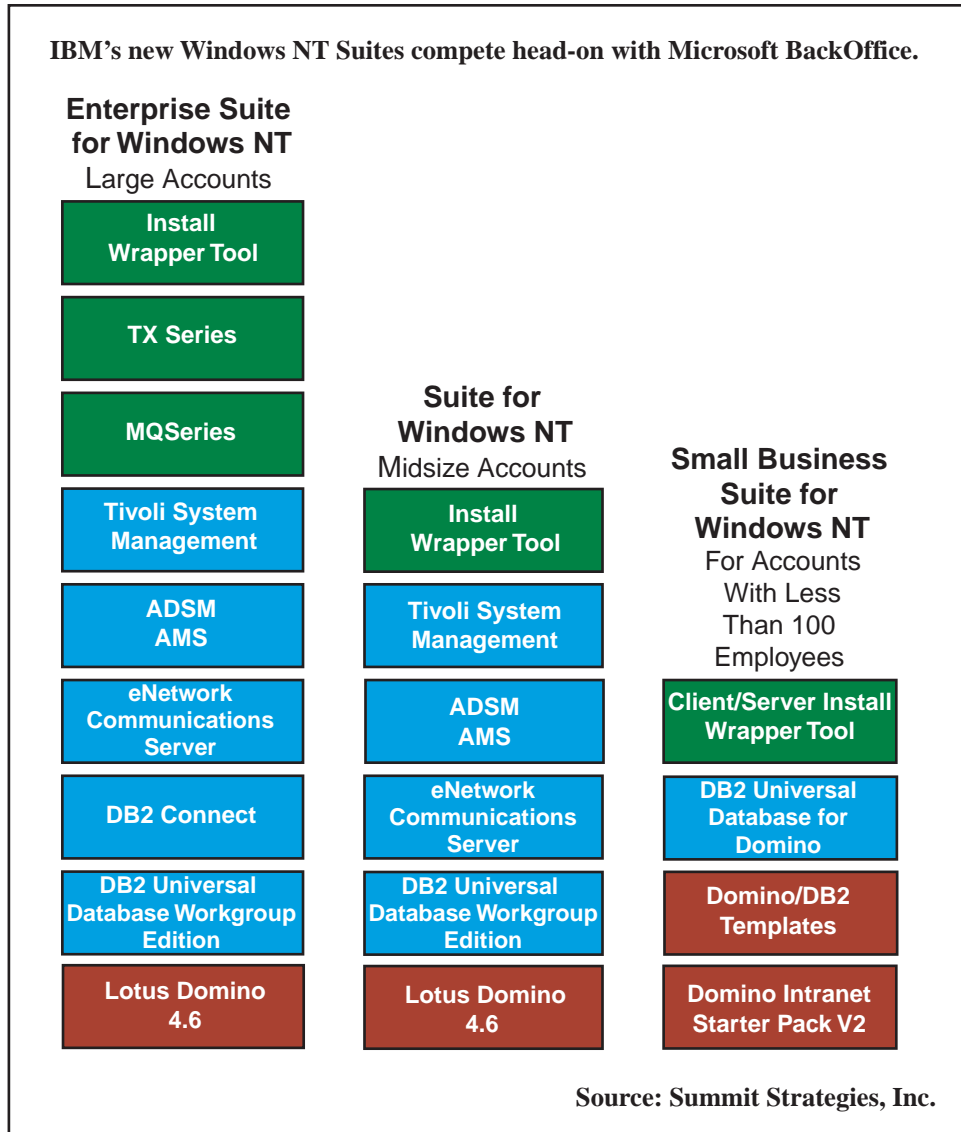 IBM's new Windows NT Suites compete head-on with Microsoft BackOffice.
Enterprise Suite
for Windows NT
Large Accounts
Install
Wrapper Tool
TX Series
MQSeries
Tivoli System
Management
ADSM
AMS
eNetwork
Communications
Server
DB2 Connect
DB2 Universal
Database Workgroup
Edition
Lotus Domino
4.6
Suite for
Windows NT
Midsize Accounts
Install
Wrapper Tool
Tivoli System
Management
ADSM
AMS
eNetwork
Communications
Server
DB2 Universal
Database Workgroup
Edition
Lotus Domino
4.6
Small Business
Suite for
Windows NT
For Accounts
With Less
Than 100
Employees
Client/Server Install
Wrapper Tool
DB2 Universal
Database for
Domino
Domino/DB2
Templates
Domino Intranet
Starter Pack V2
Source: Summit Strategies, Inc.